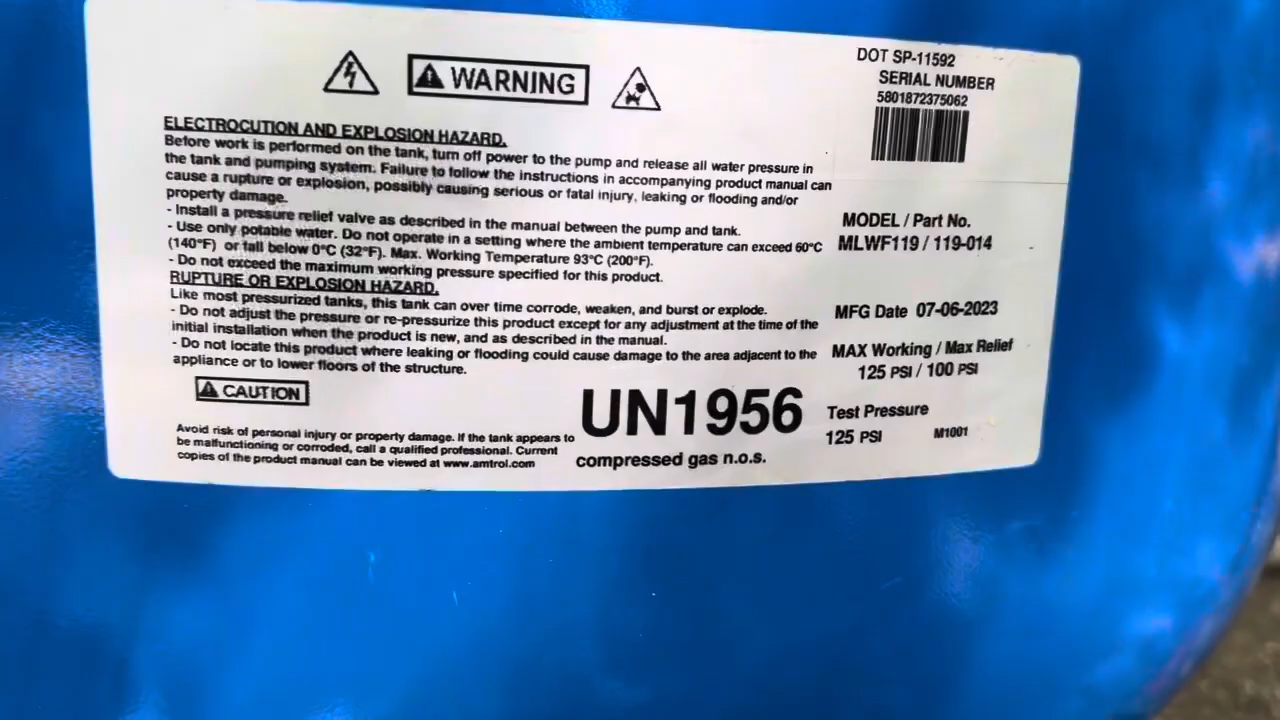 WARNING
ELECTROCUTION AND EXPLOSION HAZARD.
Before work is performed on the tank, turn off power to the pump and release all water pressure in
the tank and pumping system. Failure to follow the instructions in accompanying product manual can
cause a rupture or explosion, possibly causing serious or fatal injury, leaking or flooding and/or
property damage.
- Install a pressure relief valve as described in the manual between the pump and tank.
- Use only potable water. Do not operate in a setting where the ambient temperature can exceed 60°C
(140°F) or fall below 0°C (32°F). Max. Working Temperature 93°C (200°F).
- Do not exceed the maximum working pressure specified for this product.
RUPTURE OR EXPLOSION HAZARD.
Like most pressurized tanks, this tank can over time corrode, weaken, and burst or explode.
- Do not adjust the pressure or re-pressurize this product except for any adjustment at the time of the
initial installation when the product is new, and as described in the manual.
- Do not locate this product where leaking or flooding could cause damage to the area adjacent to the
appliance or to lower floors of the structure.
CAUTION
Avoid risk of personal injury or property damage. If the tank appears to
be malfunctioning or corroded, call a qualified professional. Current
copies of the product manual can be viewed at www.amtrol.com
UN1956
compressed gas n.o.s.
DOT SP-11592
SERIAL NUMBER
5801872375062
MODEL / Part No.
MLWF119 / 119-014
MFG Date 07-06-2023
MAX Working / Max Relief
125 PSI / 100 PSI
Test Pressure
125 PSI M1001